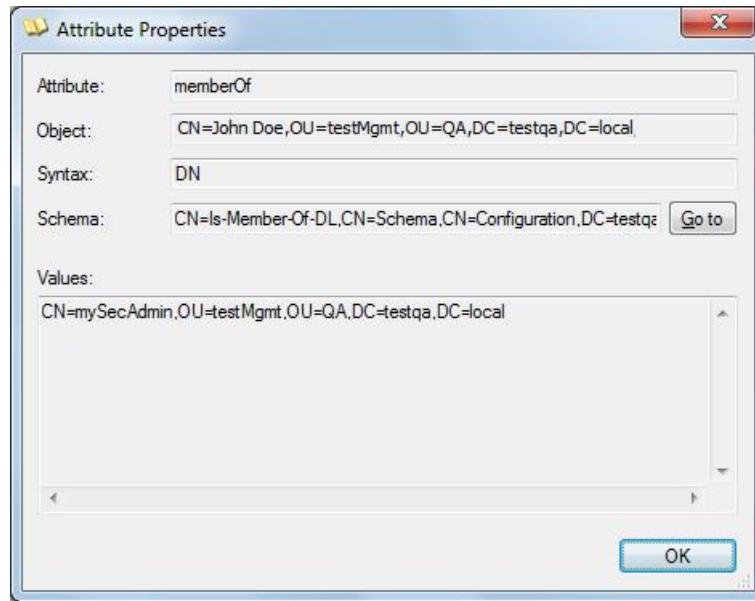 Attribute Properties
Attribute: memberOf
Object: CN=John Doe,OU=testMgmt,OU=QA,DC=testqa,DC=local
Syntax: DN
Schema: CN=Is-Member-Of-DL,CN=Schema,CN=Configuration,DC=testqa Go to
Values:
CN=mySecAdmin,OU=testMgmt,OU=QA,DC=testqa,DC=local
OK